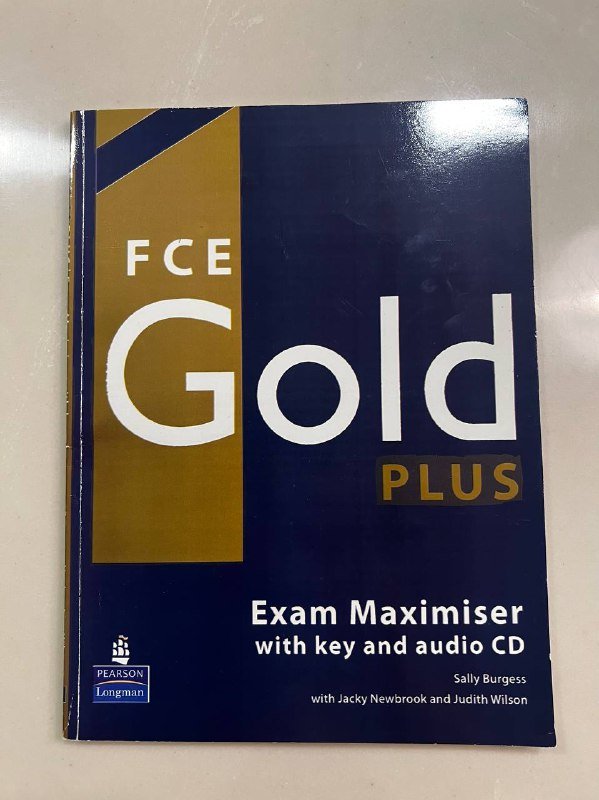 FCE
Gold
PLUS
Exam Maximiser
with key and audio CD
Sally Burgess
with Jacky Newbrook and Judith Wilson
PEARSON
Longman